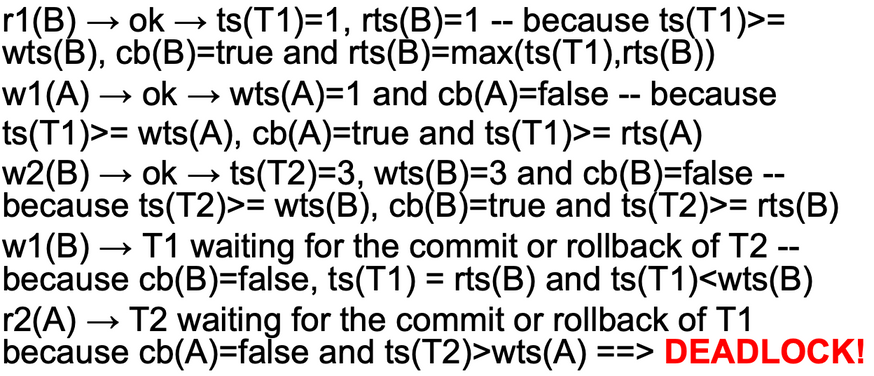 r1(B) → ok → ts(T1)=1, rts(B)=1 -- because ts(T1)>=
wts(B), cb(B)=true and rts(B)=max(ts(T1),rts(B))
w1(A) → ok → wts(A)=1 and cb(A)=false -- because
ts(T1)>= wts(A), cb(A)=true and ts(T1)>= rts(A)
w2(B) → ok → ts(T2)=3, wts(B)=3 and cb(B)=false --
because ts(T2)>= wts(B), cb(B)=true and ts(T2)>= rts(B)
w1(B) → T1 waiting for the commit or rollback of T2 --
because cb(B)=false, ts(T1) = rts(B) and ts(T1)<wts(B)
r2(A) → T2 waiting for the commit or rollback of T1
because cb(A)=false and ts(T2)>wts(A) ==> DEADLOCK!